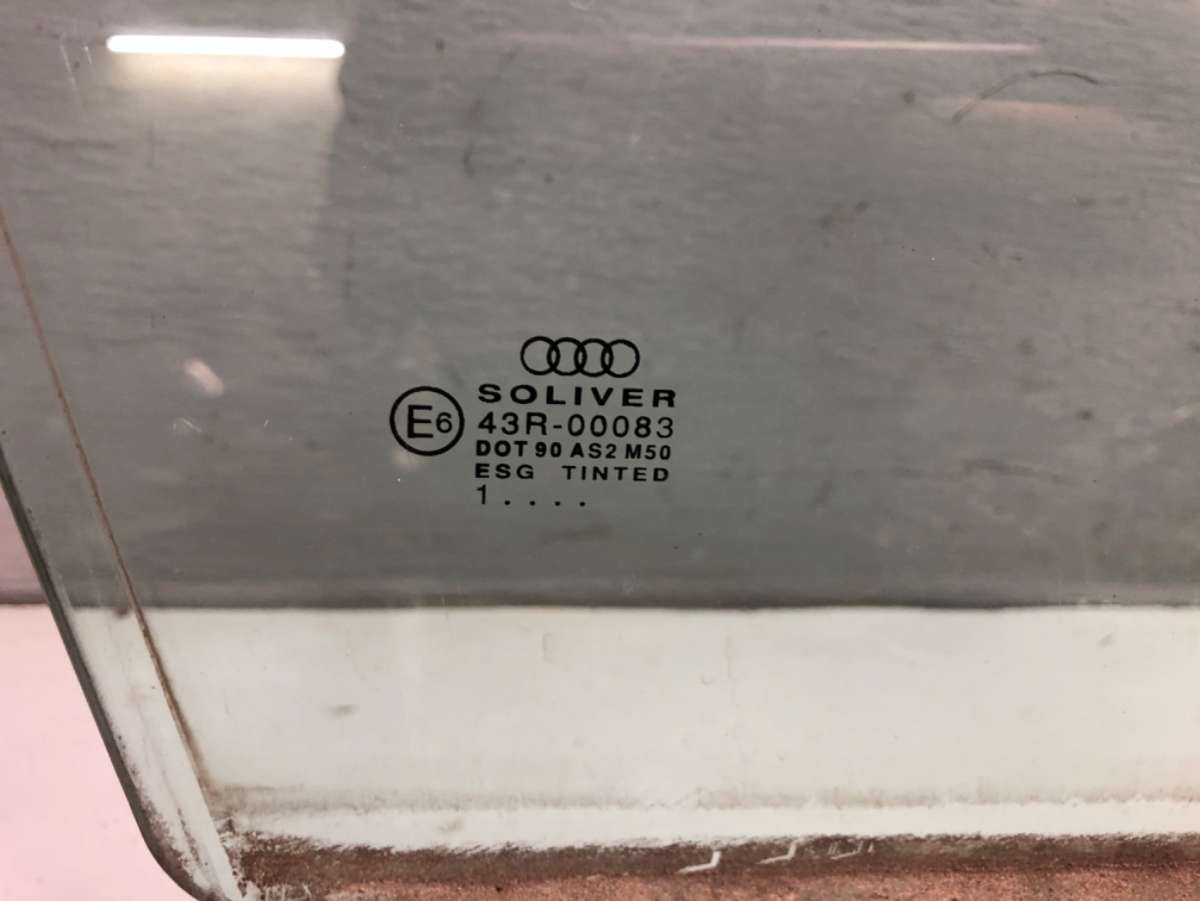 SOLIVER
E6 43R-00083
DOT 90 AS2 M50
ESG TINTED
1....